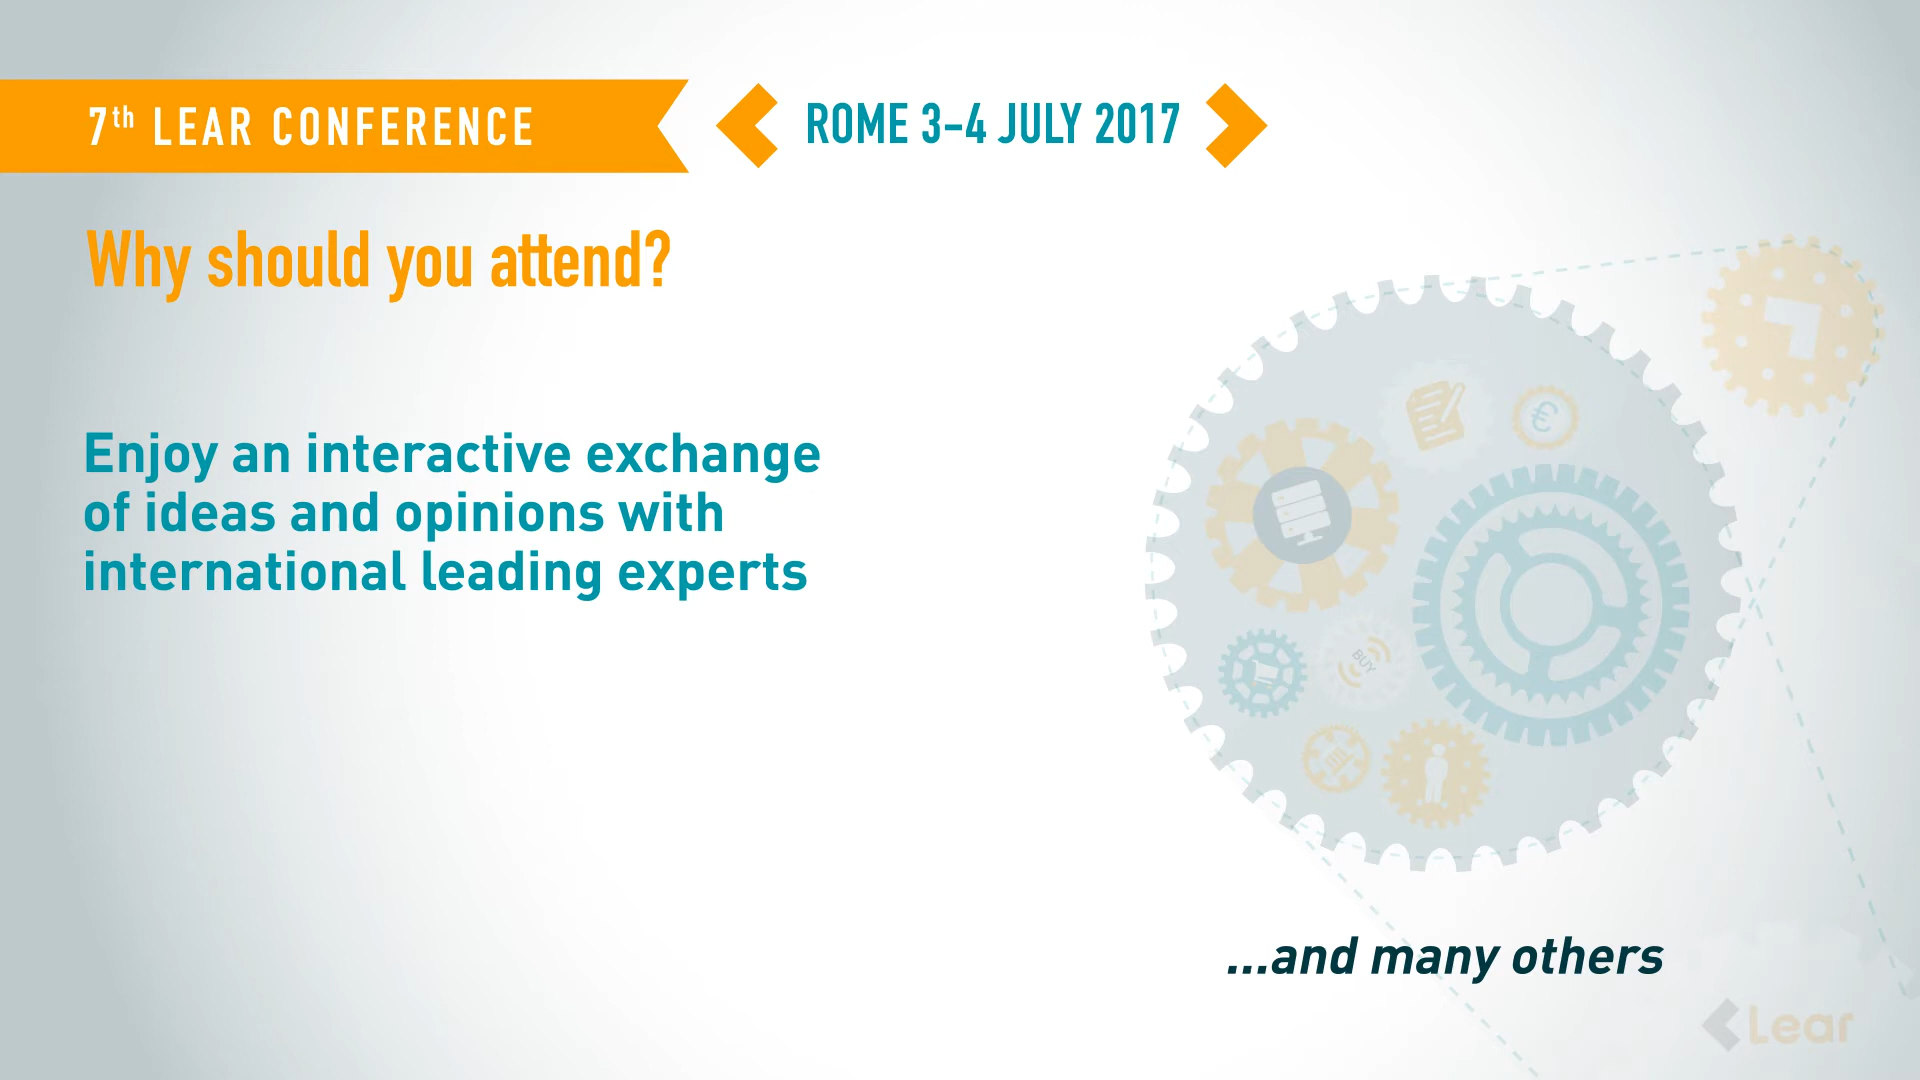 7th LEAR CONFERENCE
ROME 3-4 JULY 2017
Why should you attend?
Enjoy an interactive exchange
of ideas and opinions with
international leading experts
€
BUY
...and many others
Lear